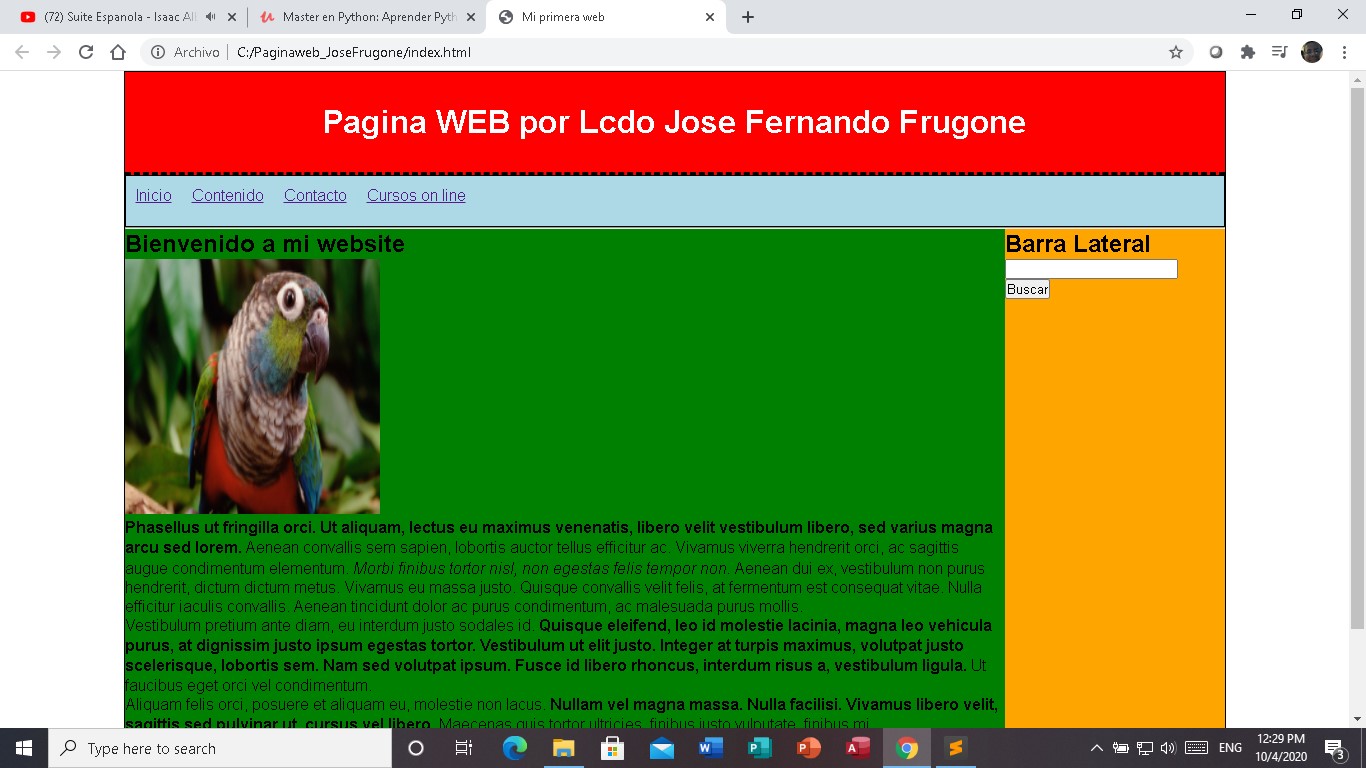 (72) Suite Espanola - Isaac Al
Master en Python: Aprender Pyth
Mi primera web
Archivo C:/Paginaweb_JoseFrugone/index.html
Pagina WEB por Lcdo Jose Fernando Frugone
Inicio Contenido Contacto Cursos on line
Bienvenido a mi website
Barra Lateral
Buscar
Phasellus ut fringilla orci. Ut aliquam, lectus eu maximus venenatis, libero velit vestibulum libero, sed varius magna
arcu sed lorem. Aenean convallis sem sapien, lobortis auctor tellus efficitur ac. Vivamus viverra hendrerit orci, ac sagittis
augue condimentum elementum. Morbi finibus tortor nisl, non egestas felis tempor non. Aenean dui ex, vestibulum non purus
hendrerit, dictum dictum metus. Vivamus eu massa justo. Quisque convallis velit felis, at fermentum est consequat vitae. Nulla
efficitur iaculis convallis. Aenean tincidunt dolor ac purus condimentum, ac malesuada purus mollis.
Vestibulum pretium ante diam, eu interdum justo sodales id. Quisque eleifend, leo id molestie lacinia, magna leo vehicula
purus, at dignissim justo ipsum egestas tortor. Vestibulum ut elit justo. Integer at turpis maximus, volutpat justo
scelerisque, lobortis sem. Nam sed volutpat ipsum. Fusce id libero rhoncus, interdum risus a, vestibulum ligula. Ut
faucibus eget orci vel condimentum.
Aliquam felis orci, posuere et aliquam eu, molestie non lacus. Nullam vel magna massa. Nulla facilisi. Vivamus libero velit,
sagittis sed pulvinar ut, cursus vel libero. Maecenas quis tortor ultricies, finibus justo vulputate, finibus mi.
Type here to search
ENG
12:29 PM
10/4/2020
3